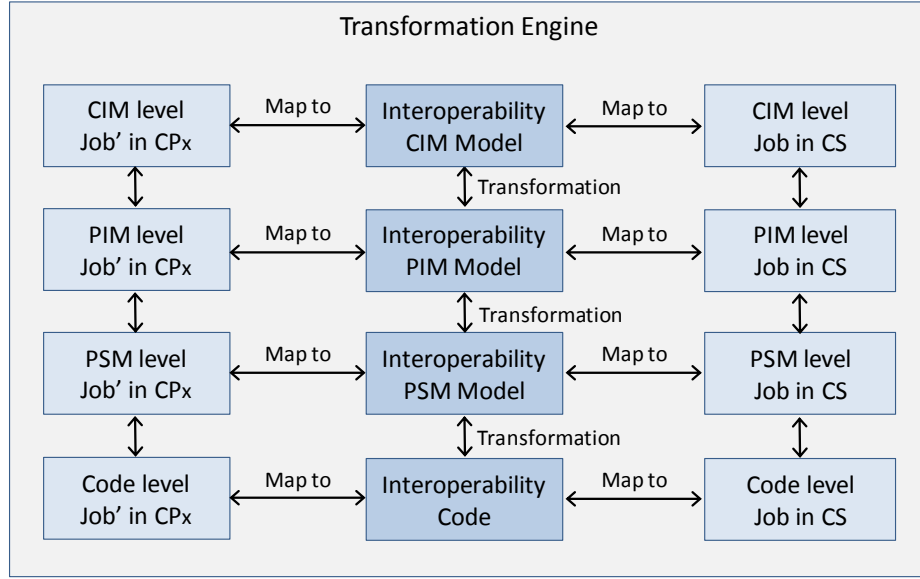 Transformation Engine
CIM level
Job’ in CPx
Map to
Interoperability
CIM Model
Map to
CIM level
Job in CS
Transformation
PIM level
Job’ in CPx
Map to
Interoperability
PIM Model
Map to
PIM level
Job in CS
Transformation
PSM level
Job’ in CPx
Map to
Interoperability
PSM Model
Map to
PSM level
Job in CS
Transformation
Code level
Job’ in CPx
Map to
Interoperability
Code
Map to
Code level
Job in CS